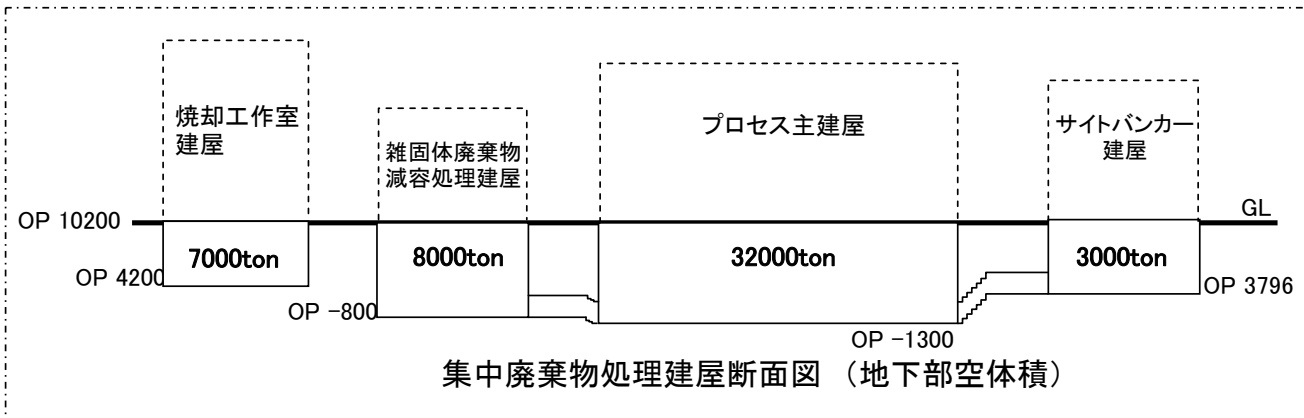 焼却工作室
建屋
雑固体廃棄物
減容処理建屋
プロセス主建屋
サイトバンカー
建屋
OP 10200
GL
7000ton
8000ton
32000ton
3000ton
OP 4200
OP -800
OP -1300
OP 3796
集中廃棄物処理建屋断面図 （地下部空体積）